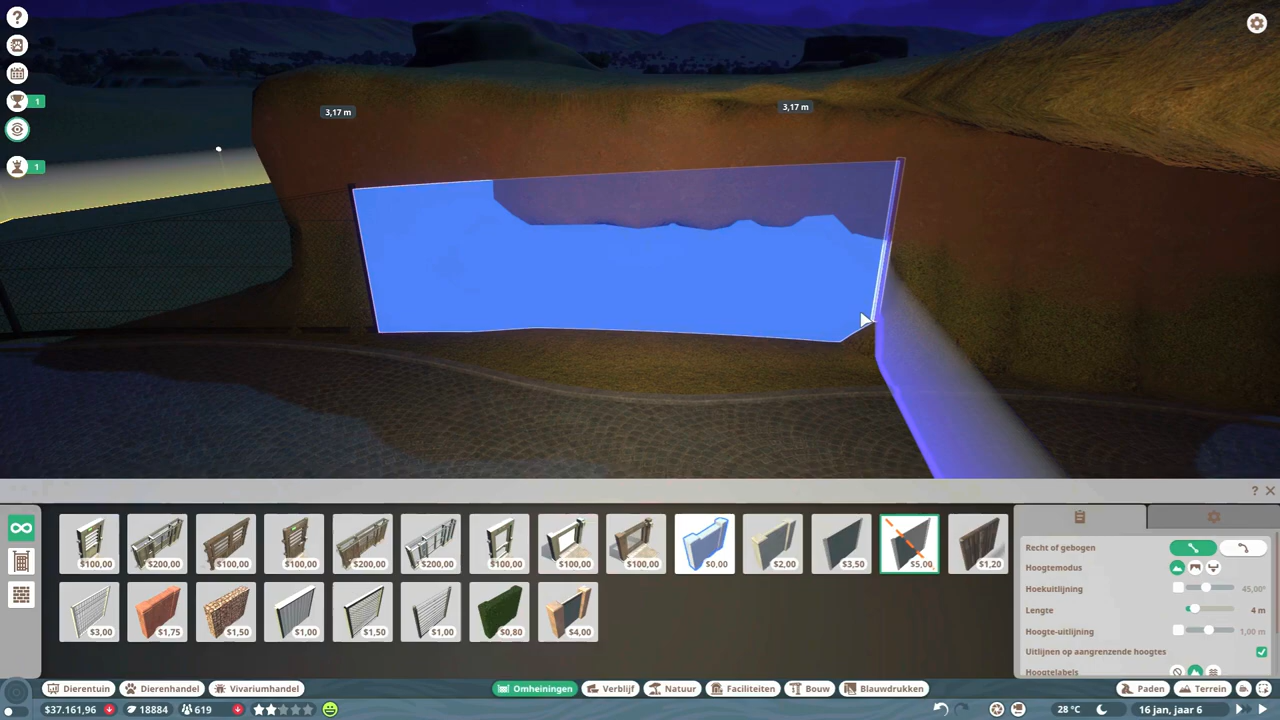 ?
1
1
3,17 m
3,17 m
?
$100,00
$200,00
$100,00
$100,00
$200,00
$200,00
$100,00
$100,00
$100,00
$0,00
$2,00
$3,50
$5,00
$1,20
$3,00
$1,75
$1,50
$1,00
$1,50
$1,00
$0,80
$4,00
Recht of gebogen
Hoogtemodus
Hoekuitlijning 45,00°
Lengte 4 m
Hoogte-uitlijning 1,00 m
Uitlijnen op aangrenzende hoogtes
Hoogtelabels
Dierentuin Dierenhandel Vivariumhandel Omheiningen Verblijf Natuur Faciliteiten Bouw Blauwdrukken Paden Terrein
$37.161,96 18884 619 28 °C 16 jan, jaar 6